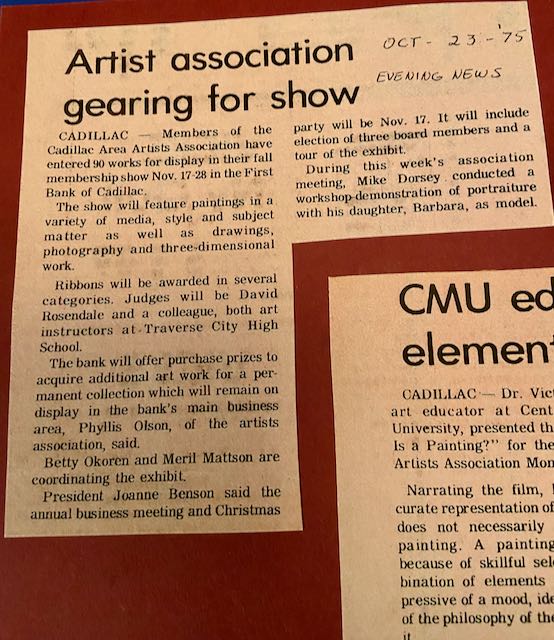 Artist association
gearing for show
OCT - 23 - '75
EVENING NEWS
CADILLAC — Members of the
Cadillac Area Artists Association have
entered 90 works for display in their fall
membership show Nov. 17-28 in the First
Bank of Cadillac.
The show will feature paintings in a
variety of media, style and subject
matter as well as drawings,
photography and three-dimensional
work.
Ribbons will be awarded in several
categories. Judges will be David
Rosendale and a colleague, both art
instructors at Traverse City High
School.
The bank will offer purchase prizes to
acquire additional art work for a per-
manent collection which will remain on
display in the bank's main business
area, Phyllis Olson, of the artists
association, said.
Betty Okoren and Meril Mattson are
coordinating the exhibit.
President Joanne Benson said the
annual business meeting and Christmas
party will be Nov. 17. It will include
election of three board members and a
tour of the exhibit.
During this week's association
meeting, Mike Dorsey conducted a
workshop-demonstration of portraiture
with his daughter, Barbara, as model.
CMU ed
element
CADILLAC — Dr. Vic
art educator at Cent
University, presented th
Is a Painting?" for the
Artists Association Mon
Narrating the film,
curate representation of
does not necessarily
painting. A painting
because of skillful sel
bination of elements
pressive of a mood, ide
of the philosophy of the
it